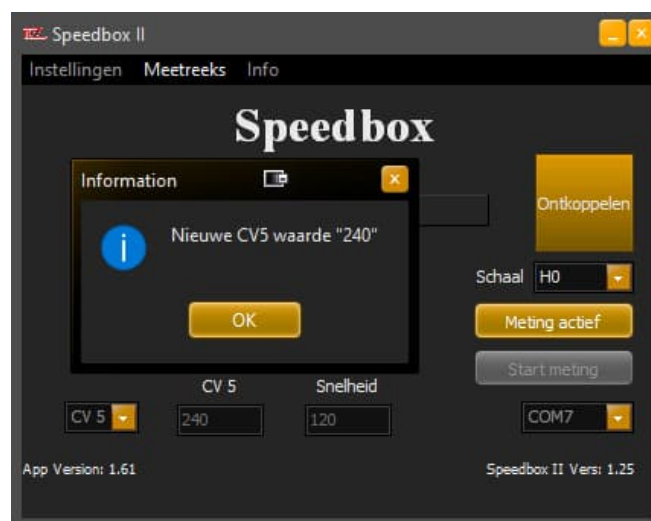 Speedbox II
Instellingen Meetreeks Info
Speedbox
Information
Nieuwe CV5 waarde "240"
OK
Ontkoppelen
Schaal H0
Meting actief
Start meting
CV 5 Snelheid
CV 5 240 120 COM7
App Version: 1.61 Speedbox II Vers: 1.25